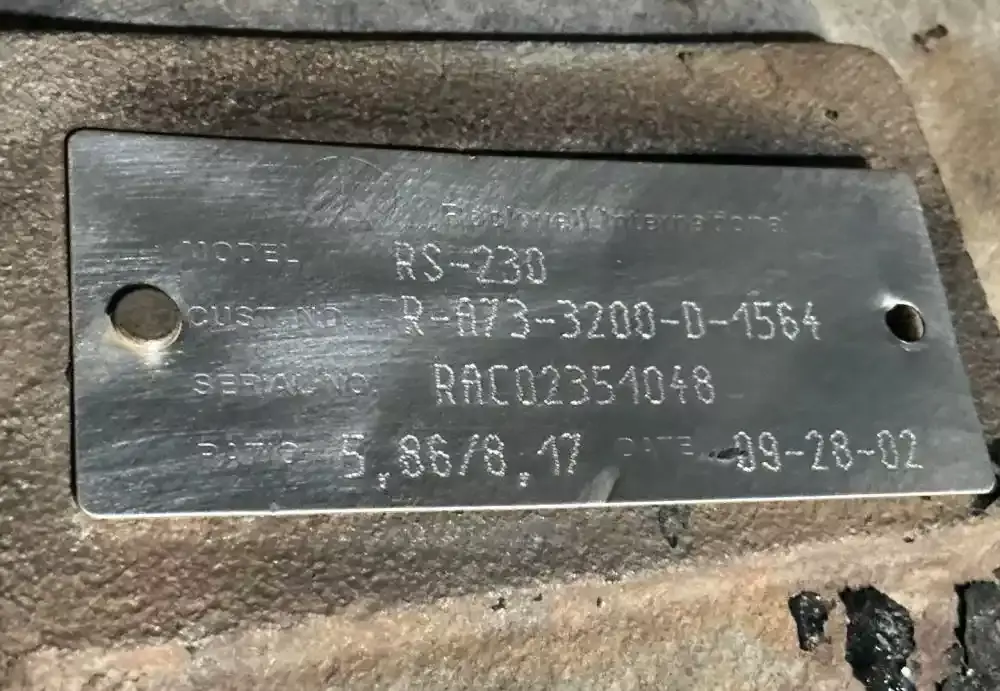 Rockwell International
MODEL RS-230
CUST. NO. R-A73-3200-D-1564
SERIAL NO. RAC02351048
RATIO 5,86/8,17 DATE 09-28-02